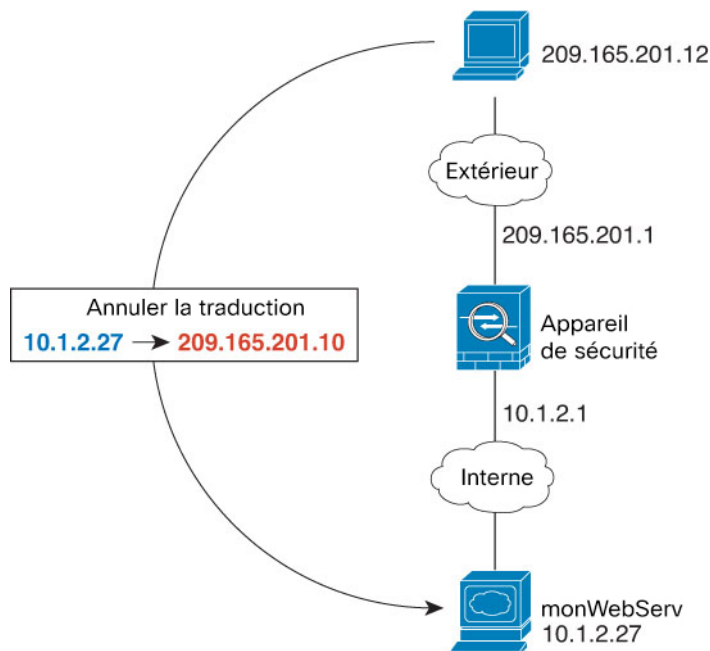 209.165.201.12
Extérieur
209.165.201.1
Annuler la traduction
10.1.2.27 → 209.165.201.10
Appareil
de sécurité
10.1.2.1
Interne
monWebServ
10.1.2.27